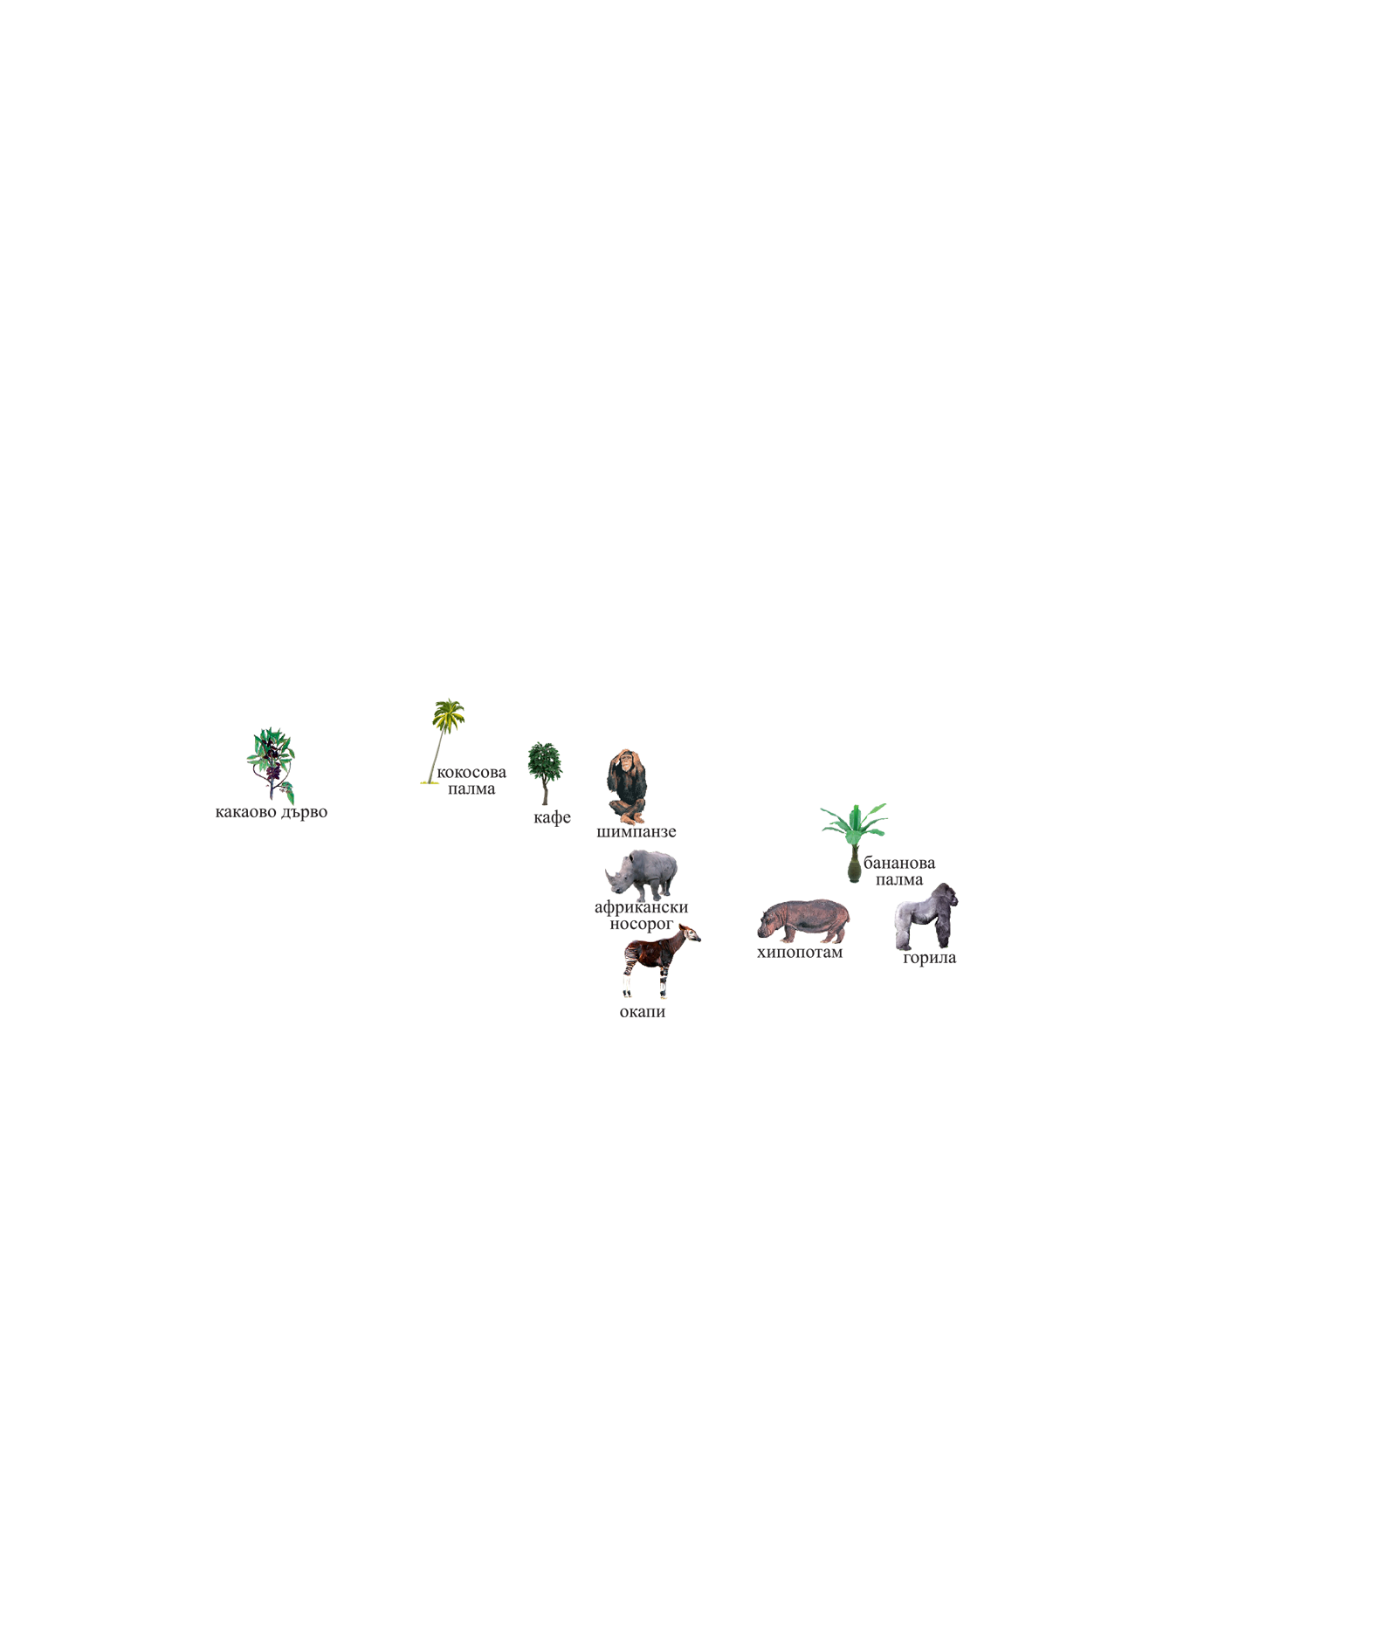 кокосова
палма
какаово дърво
кафе
шимпанзе
бананова
палма
африкански
носорог
хипопотам
горила
окапи